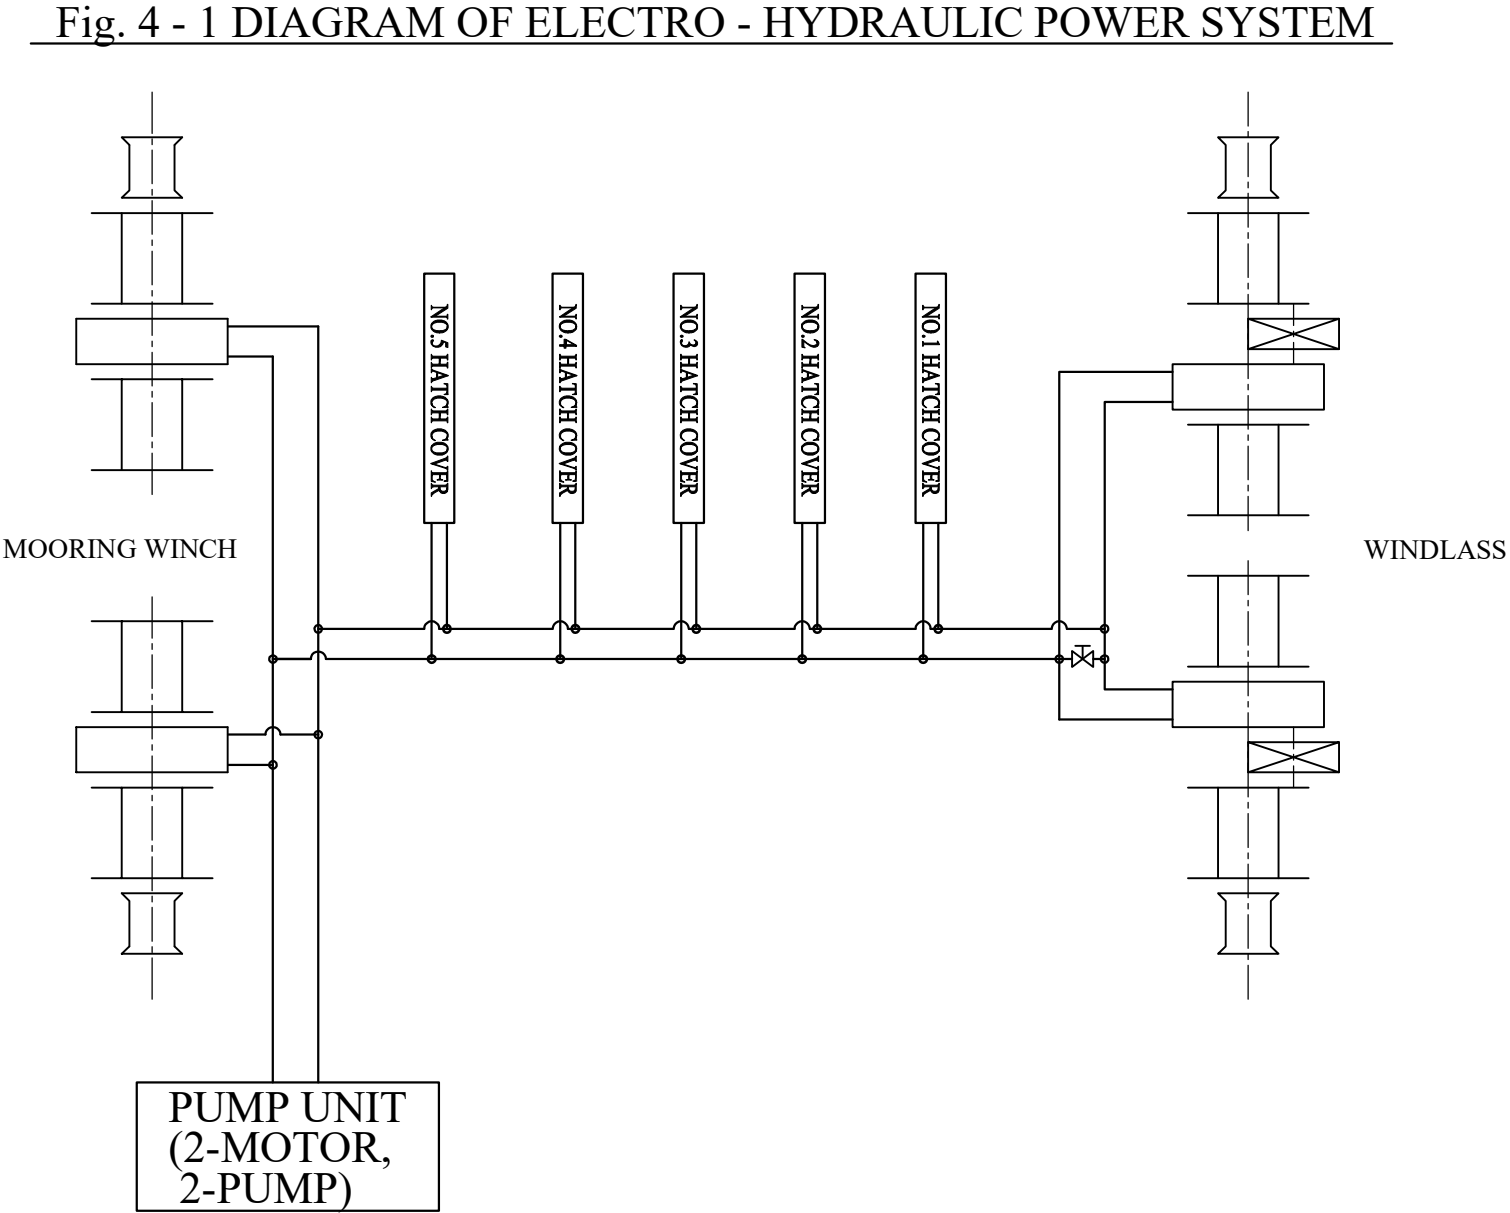 Fig. 4 - 1 DIAGRAM OF ELECTRO - HYDRAULIC POWER SYSTEM
NO.5 HATCH COVER
NO.4 HATCH COVER
NO.3 HATCH COVER
NO.2 HATCH COVER
NO.1 HATCH COVER
MOORING WINCH
WINDLASS
PUMP UNIT
(2-MOTOR,
2-PUMP)